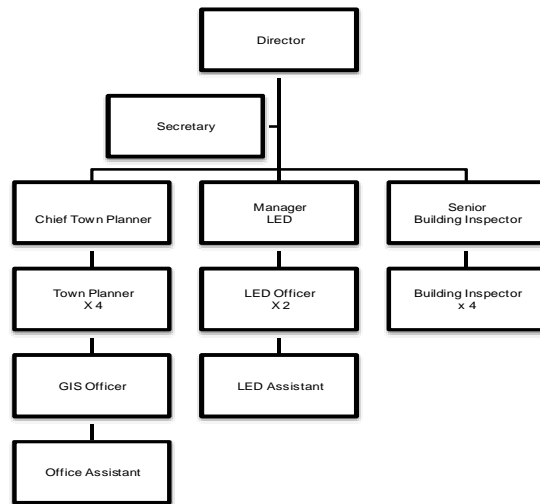 Director
Secretary
Chief Town Planner
Manager
LED
Senior
Building Inspector
Town Planner
X 4
LED Officer
X 2
Building Inspector
x 4
GIS Officer
LED Assistant
Office Assistant